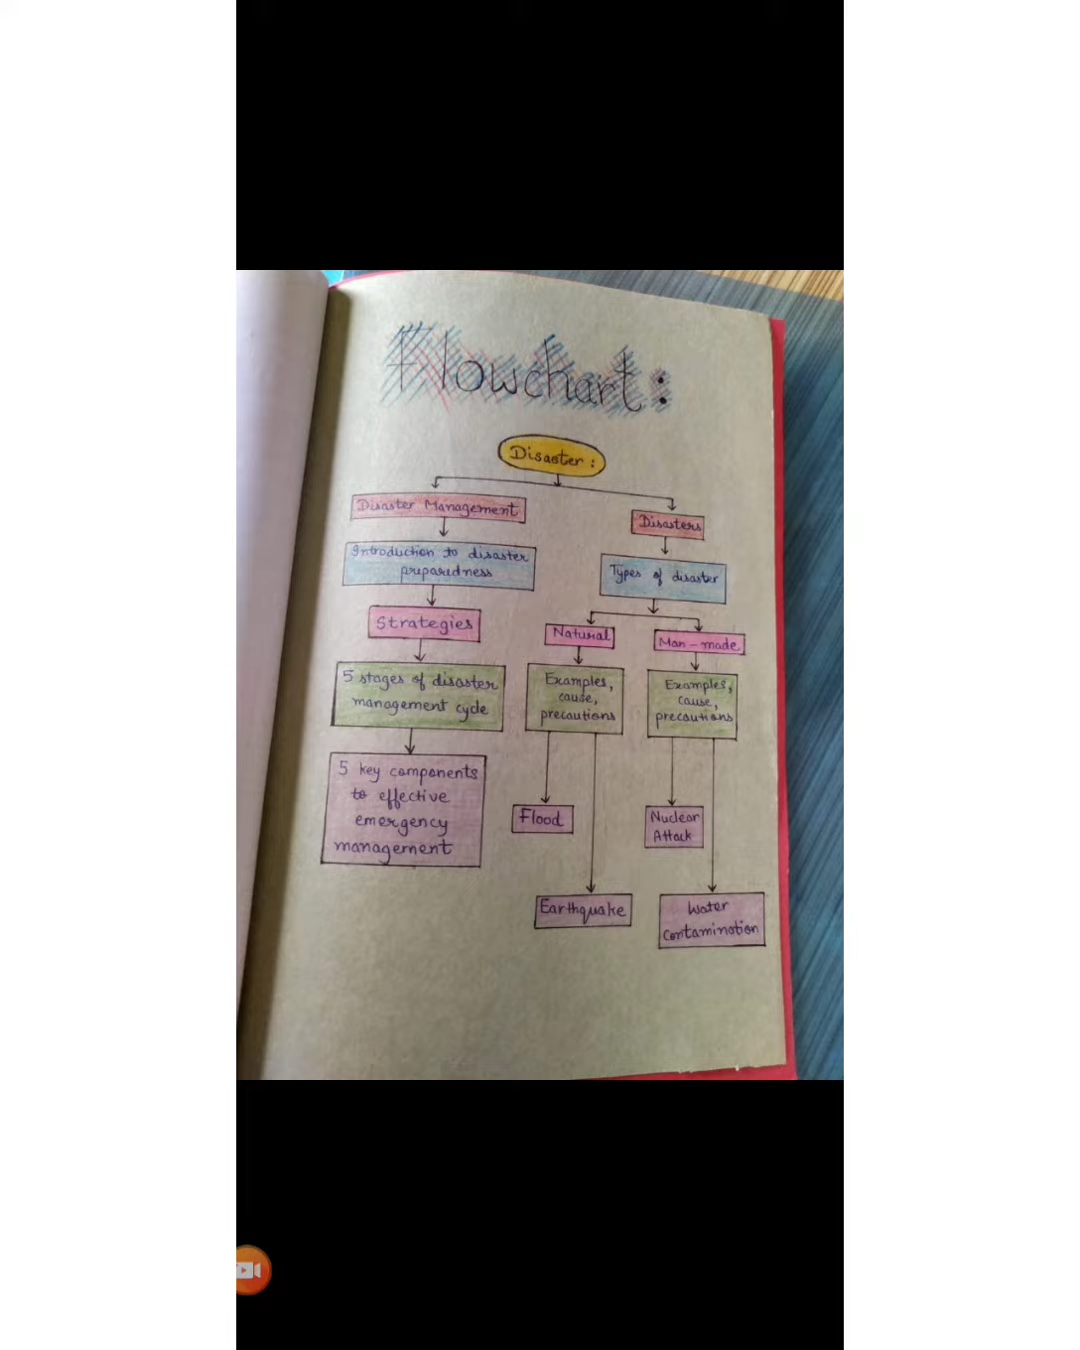 Flowchart:
Disaster:
Disaster Management
Introduction to disaster
preparedness
Strategies
5 stages of disaster
management cycle
5 key components
to effective
emergency
management
Disasters
Types of disaster
Natural
Examples,
cause,
precautions
Flood
Earthquake
Man-made
Examples,
cause,
precautions
Nuclear
Attack
Water
contamination